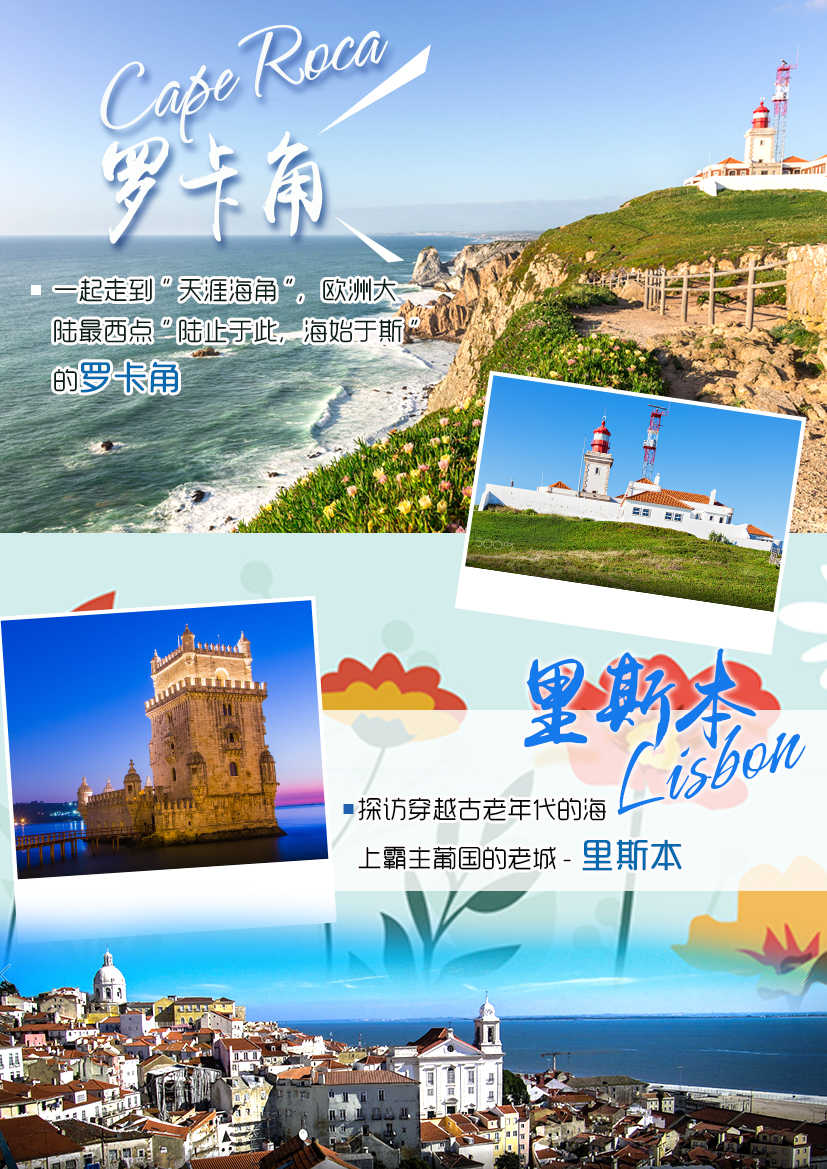 Cape Roca
罗卡角
一起走到"天涯海角"，欧洲大
陆最西点"陆止于此，海始于斯"
的罗卡角
里斯本
Lisbon
探访穿越古老年代的海
上霸主葡国的老城 - 里斯本